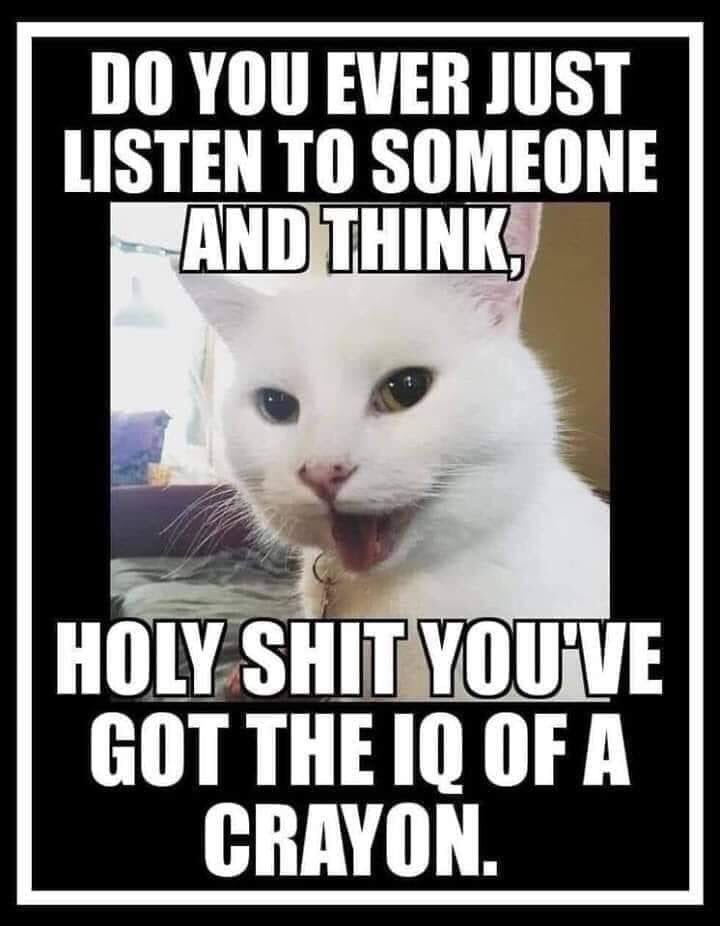 DO YOU EVER JUST
LISTEN TO SOMEONE
AND THINK,
HOLY SHIT YOU'VE
GOT THE IQ OF A
CRAYON.